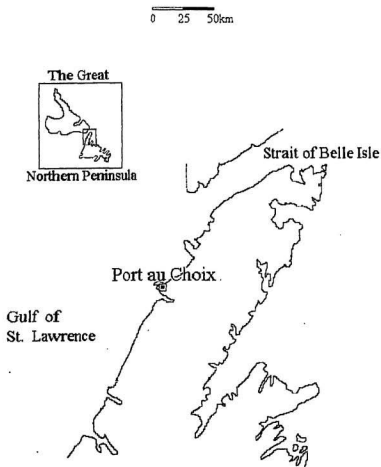 0 25 50km
The Great
Northern Peninsula
Strait of Belle Isle
Port au Choix
Gulf of
St. Lawrence